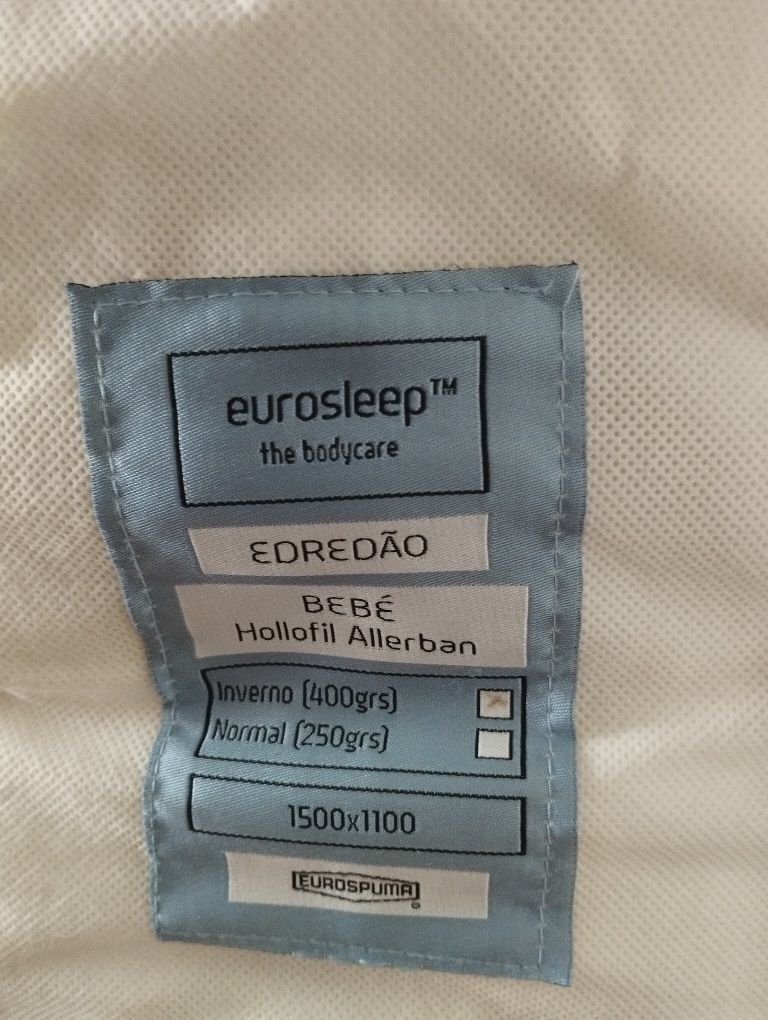 eurosleep™
the bodycare
EDREDÃO
BEBÉ
Hollofil Allerban
Inverno (400grs)
Normal (250grs)
1500x1100
EUROSPUMA